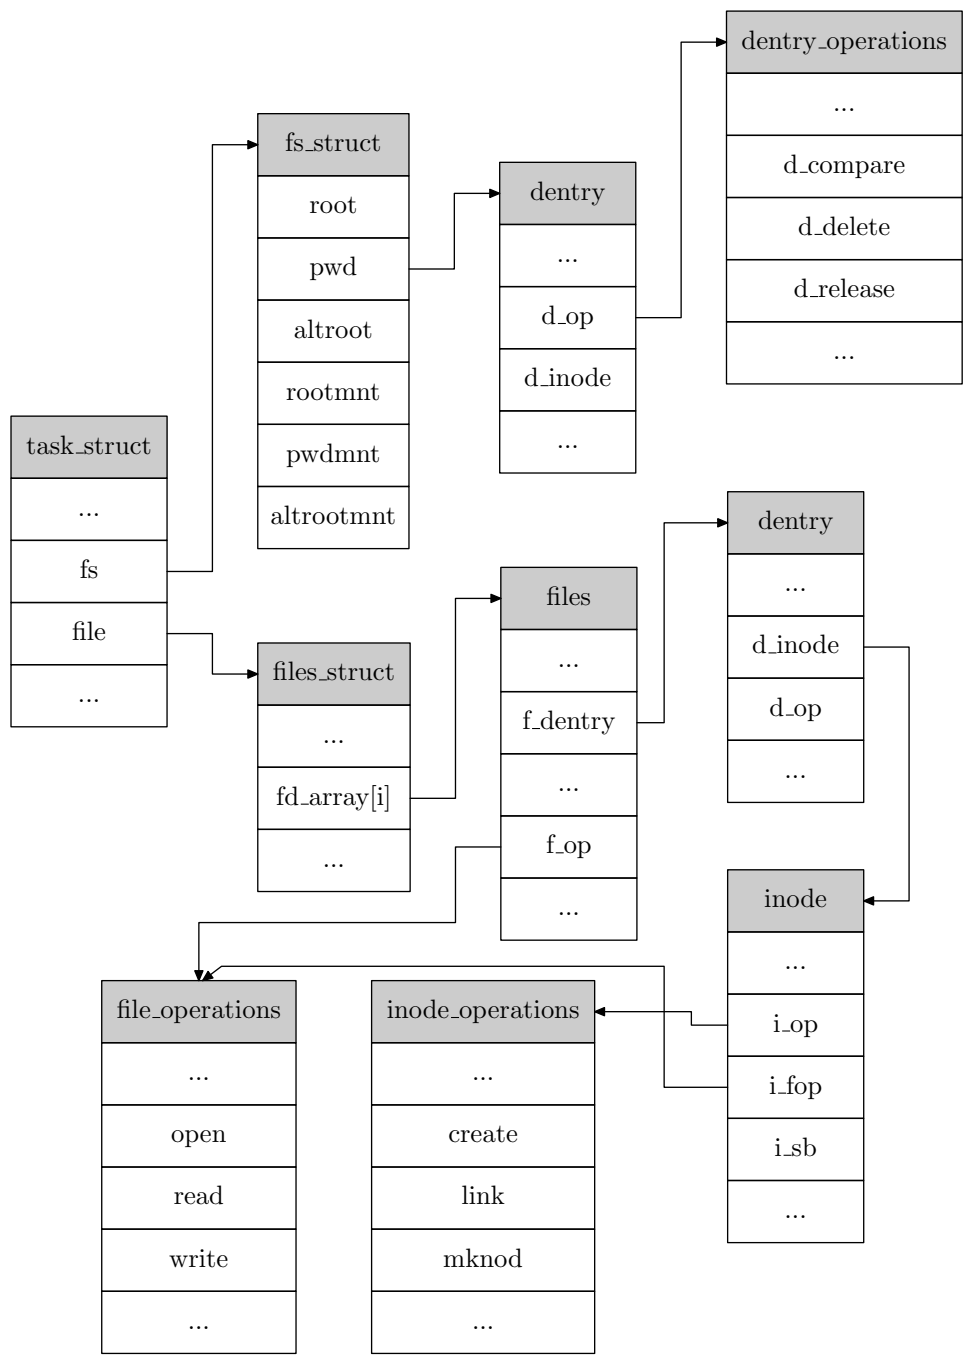 dentry_operations
...
d_compare
d_delete
d_release
...
fs_struct
root
pwd
altroot
rootmnt
pwdmnt
altrootmnt
dentry
...
d_op
d_inode
...
task_struct
...
fs
file
...
dentry
...
d_inode
d_op
...
files
...
f_dentry
...
f_op
...
files_struct
...
fd_array[i]
...
inode
...
i_op
i_fop
i_sb
...
file_operations
...
open
read
write
...
inode_operations
...
create
link
mknod
...